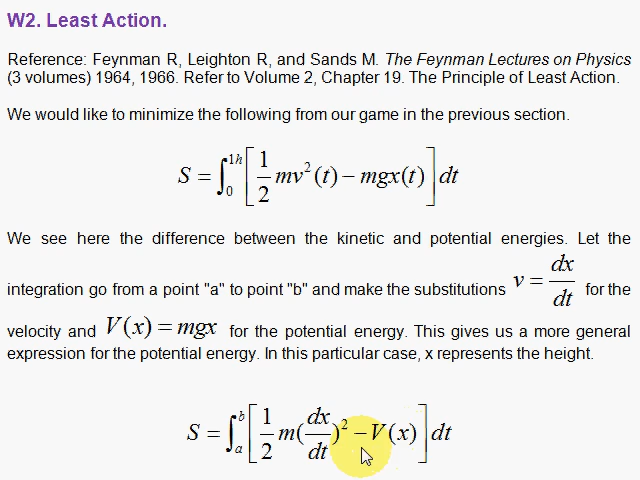 W2. Least Action.
Reference: Feynman R, Leighton R, and Sands M. The Feynman Lectures on Physics
(3 volumes) 1964, 1966. Refer to Volume 2, Chapter 19. The Principle of Least Action.
We would like to minimize the following from our game in the previous section.
S = ∫₀^{1h} [ 1/2 mv²(t) − mgx(t) ] dt
We see here the difference between the kinetic and potential energies. Let the
integration go from a point "a" to point "b" and make the substitutions v = dx/dt for the
velocity and V(x) = mgx for the potential energy. This gives us a more general
expression for the potential energy. In this particular case, x represents the height.
S = ∫ₐ^b [ 1/2 m(dx/dt)² − V(x) ] dt